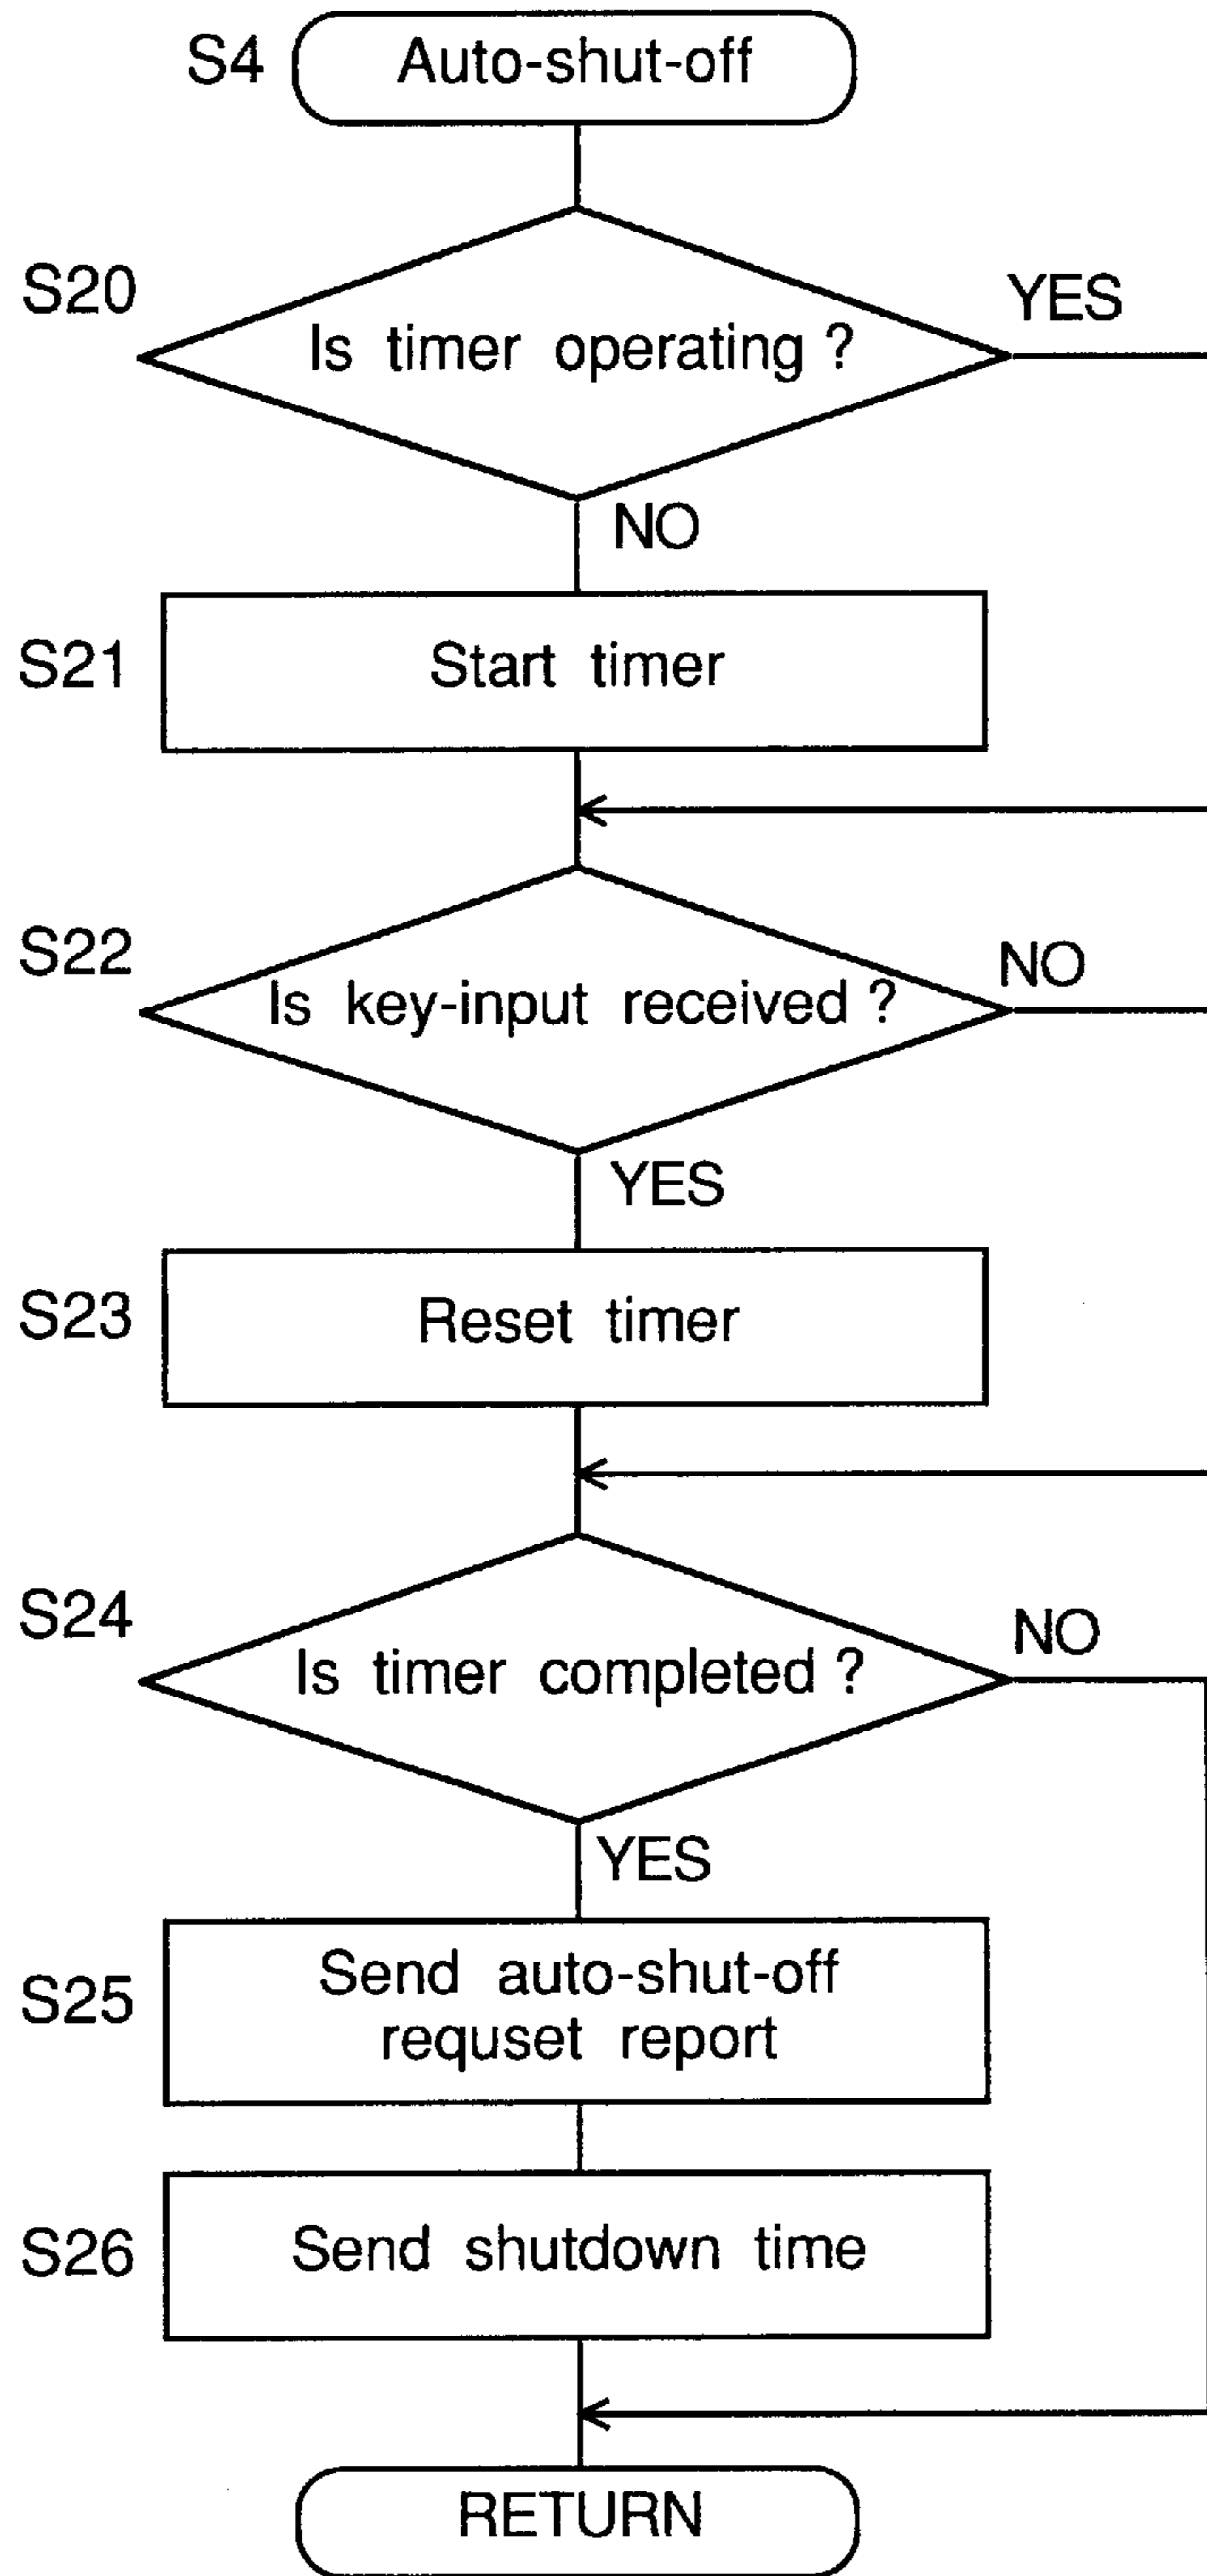 S4 Auto-shut-off
S20
YES
Is timer operating ?
NO
S21 Start timer
S22
NO
Is key-input received ?
YES
S23 Reset timer
S24
NO
Is timer completed ?
YES
S25
Send auto-shut-off
requset report
S26 Send shutdown time
RETURN